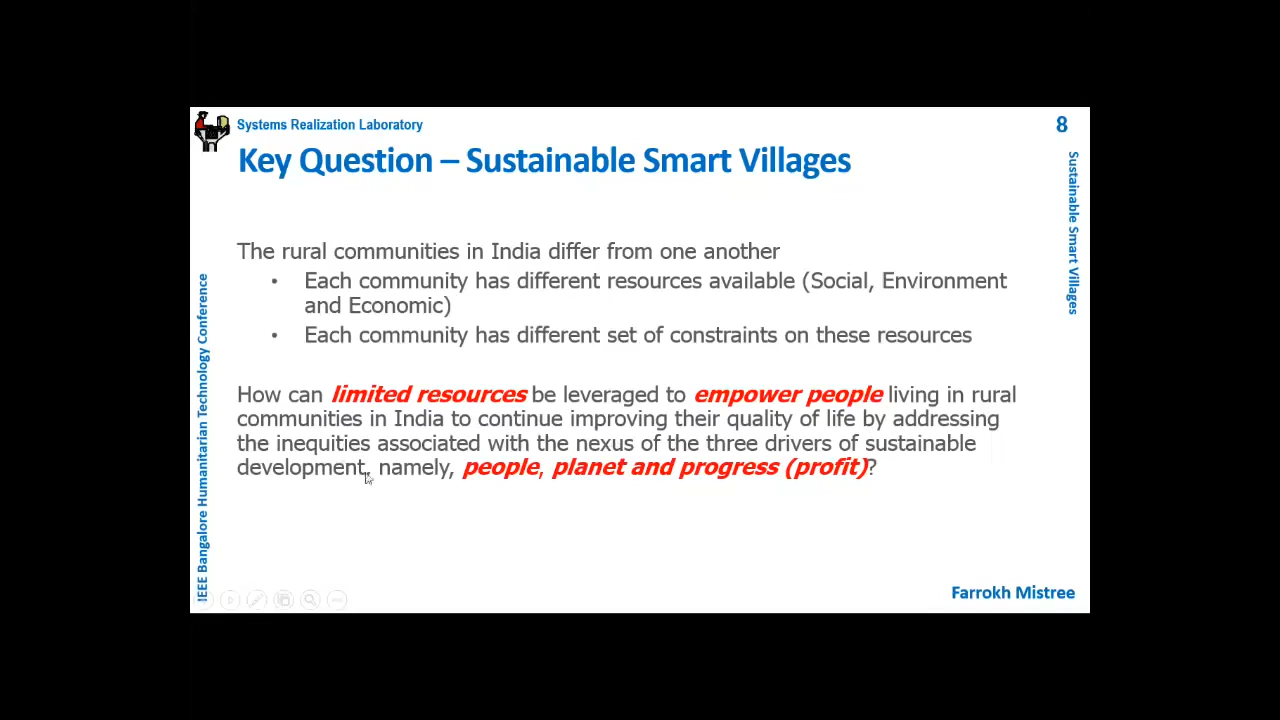 Systems Realization Laboratory
8
Key Question – Sustainable Smart Villages
Sustainable Smart Villages
The rural communities in India differ from one another
• Each community has different resources available (Social, Environment
and Economic)
• Each community has different set of constraints on these resources
How can limited resources be leveraged to empower people living in rural
communities in India to continue improving their quality of life by addressing
the inequities associated with the nexus of the three drivers of sustainable
development, namely, people, planet and progress (profit)?
IEEE Bangalore Humanitarian Technology Conference
Farrokh Mistree